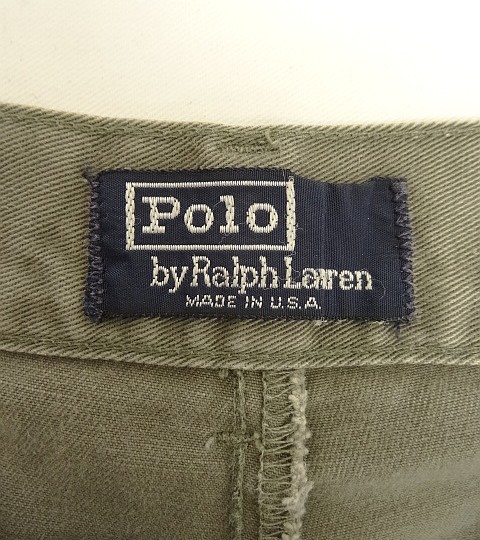 Polo
by Ralph Lauren
MADE IN U.S.A.